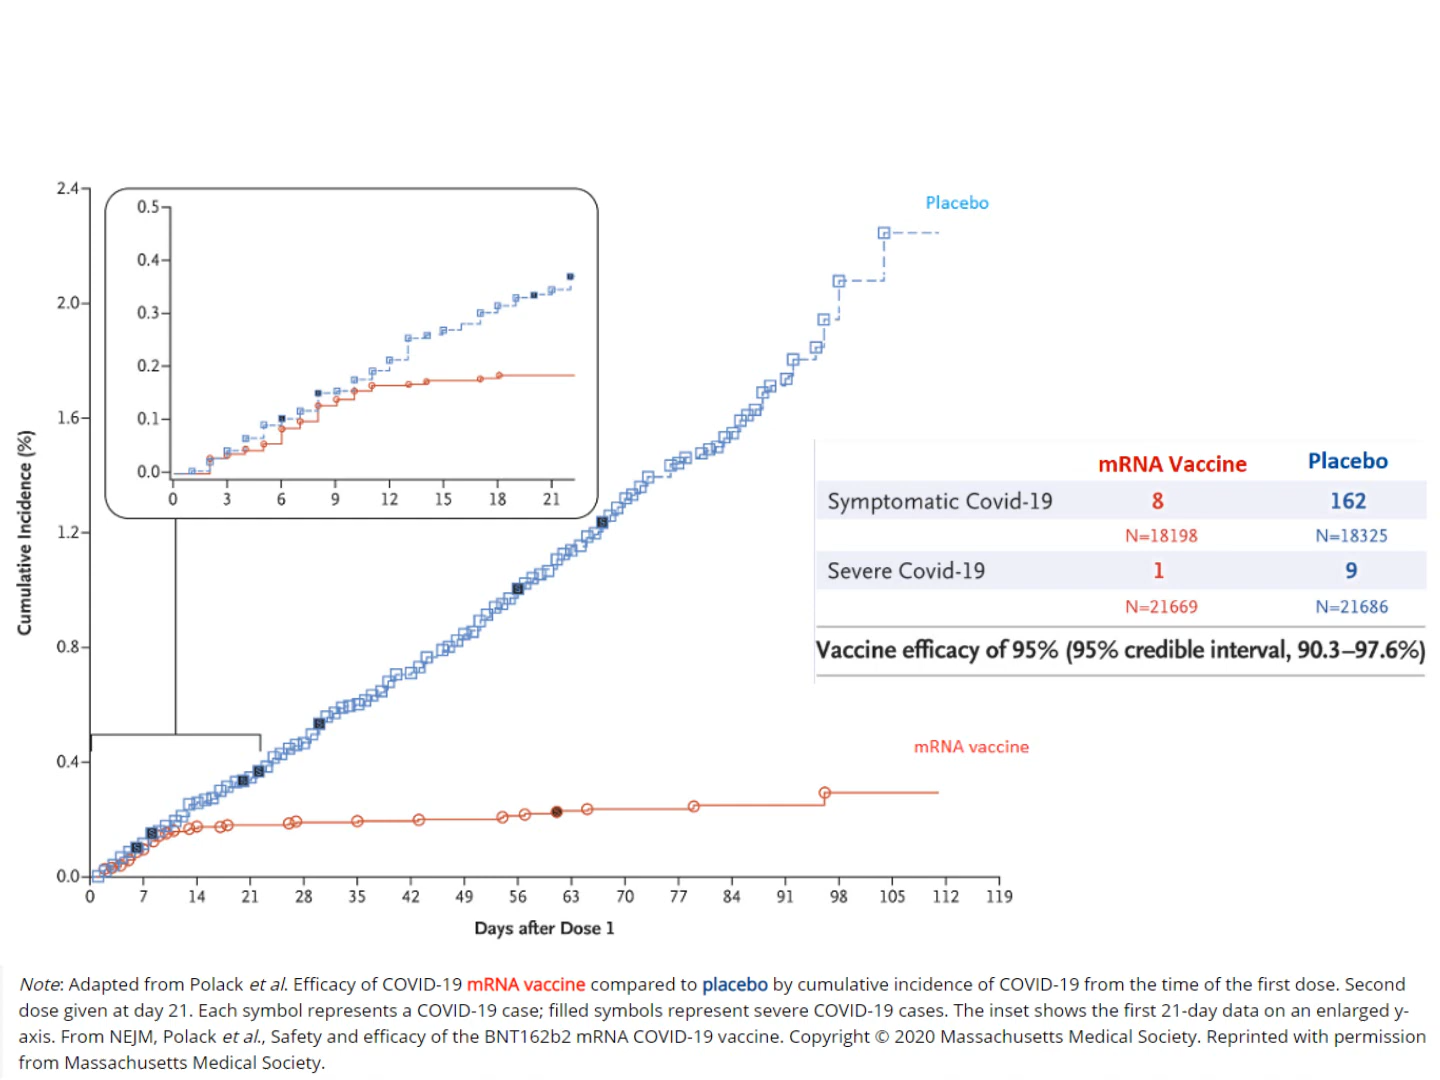 2.4
Placebo
0.5
0.4
2.0
0.3
0.2
1.6
0.1
mRNA Vaccine Placebo
0.0
Symptomatic Covid-19 8 162
0 3 6 9 12 15 18 21
1.2
N=18198 N=18325
Severe Covid-19 1 9
N=21669 N=21686
Cumulative Incidence (%)
0.8
Vaccine efficacy of 95% (95% credible interval, 90.3–97.6%)
mRNA vaccine
0.4
0.0
0 7 14 21 28 35 42 49 56 63 70 77 84 91 98 105 112 119
Days after Dose 1
Note: Adapted from Polack et al. Efficacy of COVID-19 mRNA vaccine compared to placebo by cumulative incidence of COVID-19 from the time of the first dose. Second
dose given at day 21. Each symbol represents a COVID-19 case; filled symbols represent severe COVID-19 cases. The inset shows the first 21-day data on an enlarged y-
axis. From NEJM, Polack et al., Safety and efficacy of the BNT162b2 mRNA COVID-19 vaccine. Copyright © 2020 Massachusetts Medical Society. Reprinted with permission
from Massachusetts Medical Society.